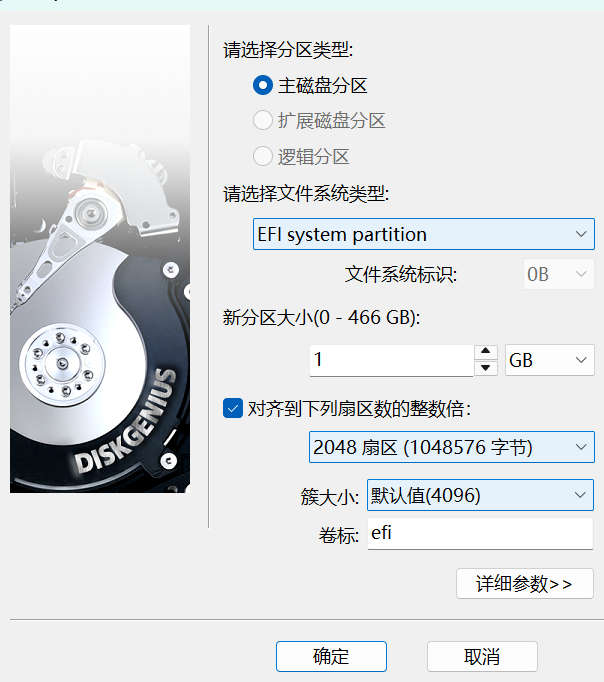 请选择分区类型:
主磁盘分区
扩展磁盘分区
逻辑分区
请选择文件系统类型:
EFI system partition
文件系统标识: 0B
新分区大小(0 - 466 GB):
1 GB
对齐到下列扇区数的整数倍:
2048 扇区 (1048576 字节)
簇大小: 默认值(4096)
卷标: efi
详细参数>>
DISKGENIUS
确定 取消